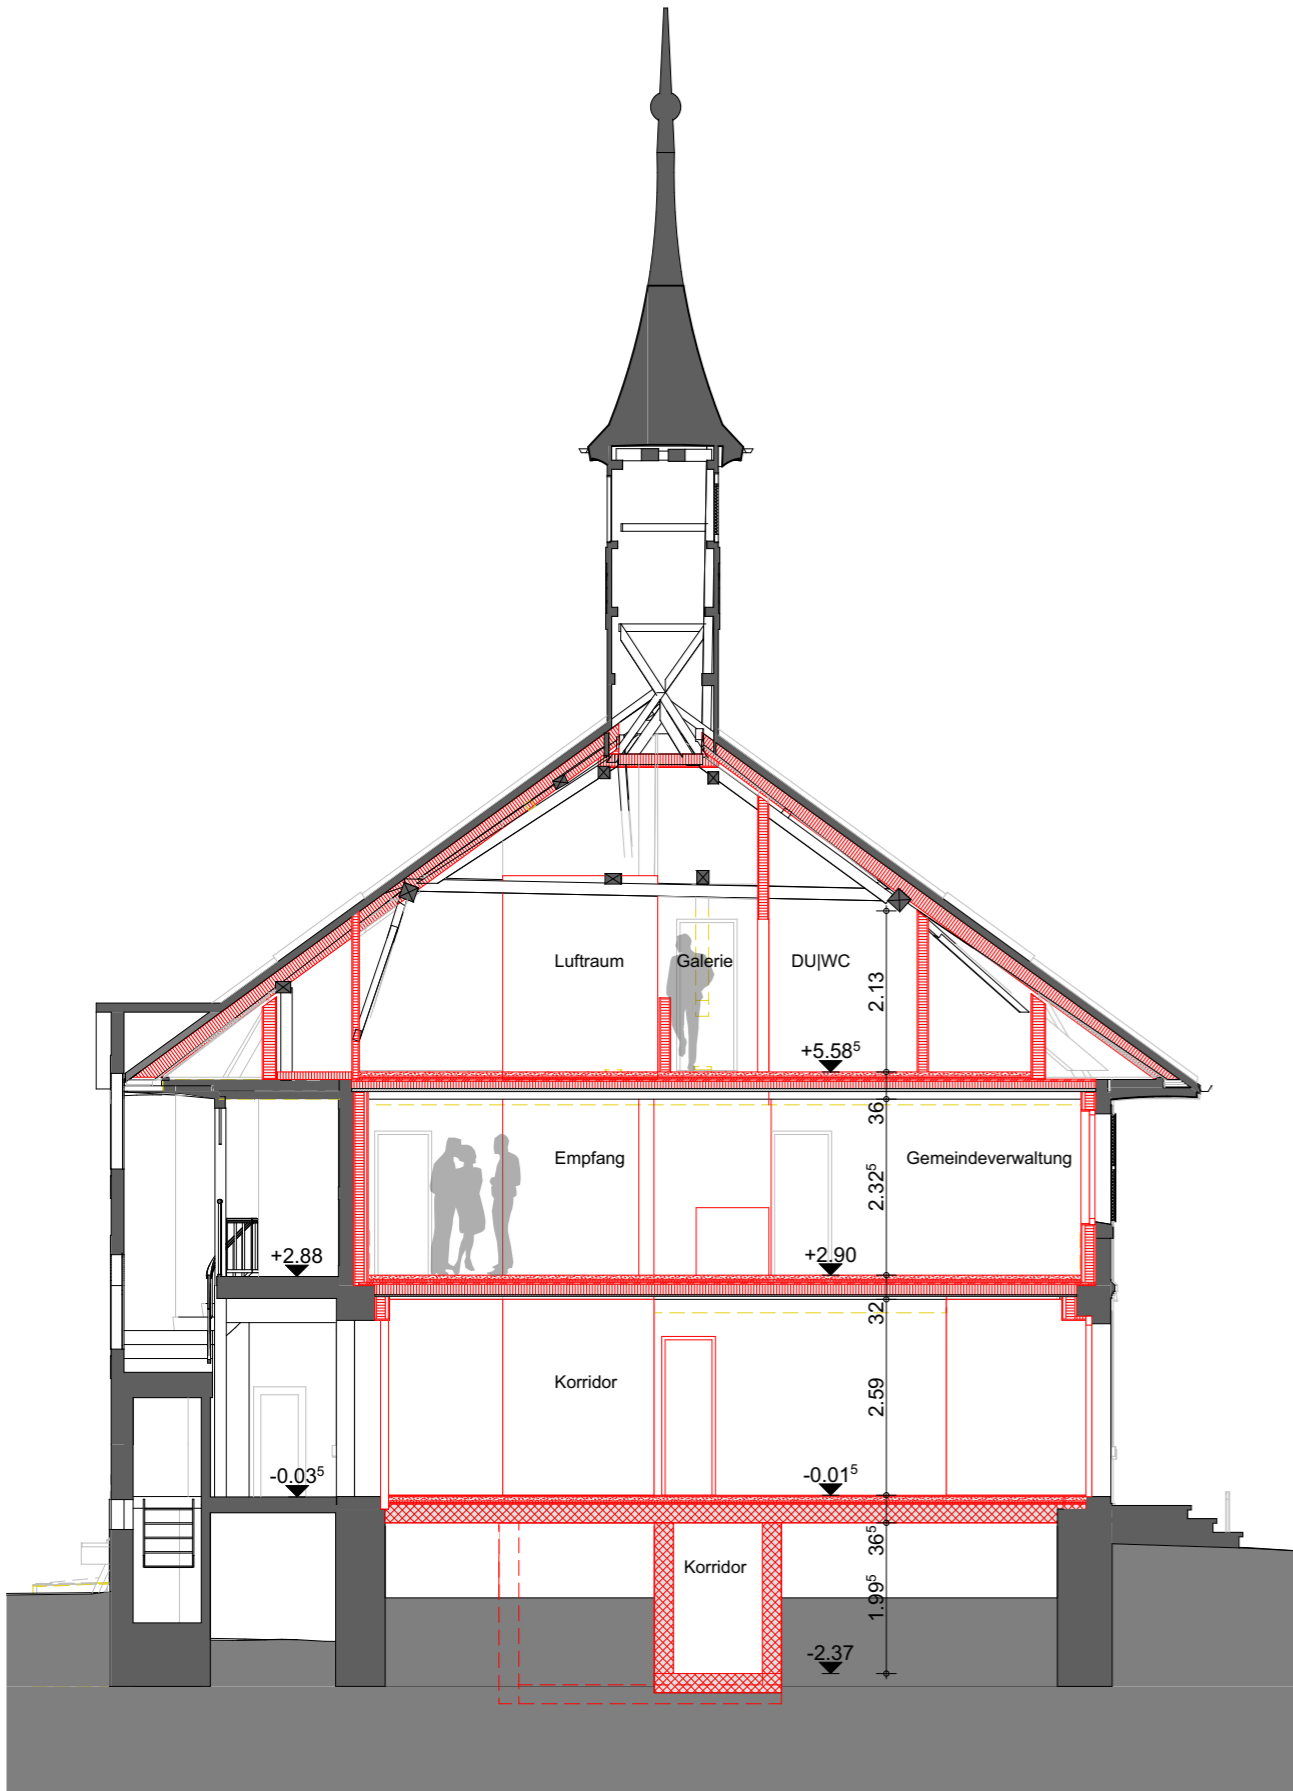 Luftraum
Galerie
DU|WC
2.13
+5.58⁵
36
Empfang
Gemeindeverwaltung
2.32⁵
+2.88
+2.90
32
Korridor
2.59
-0.03⁵
-0.01⁵
36⁵
Korridor
1.99⁵
-2.37